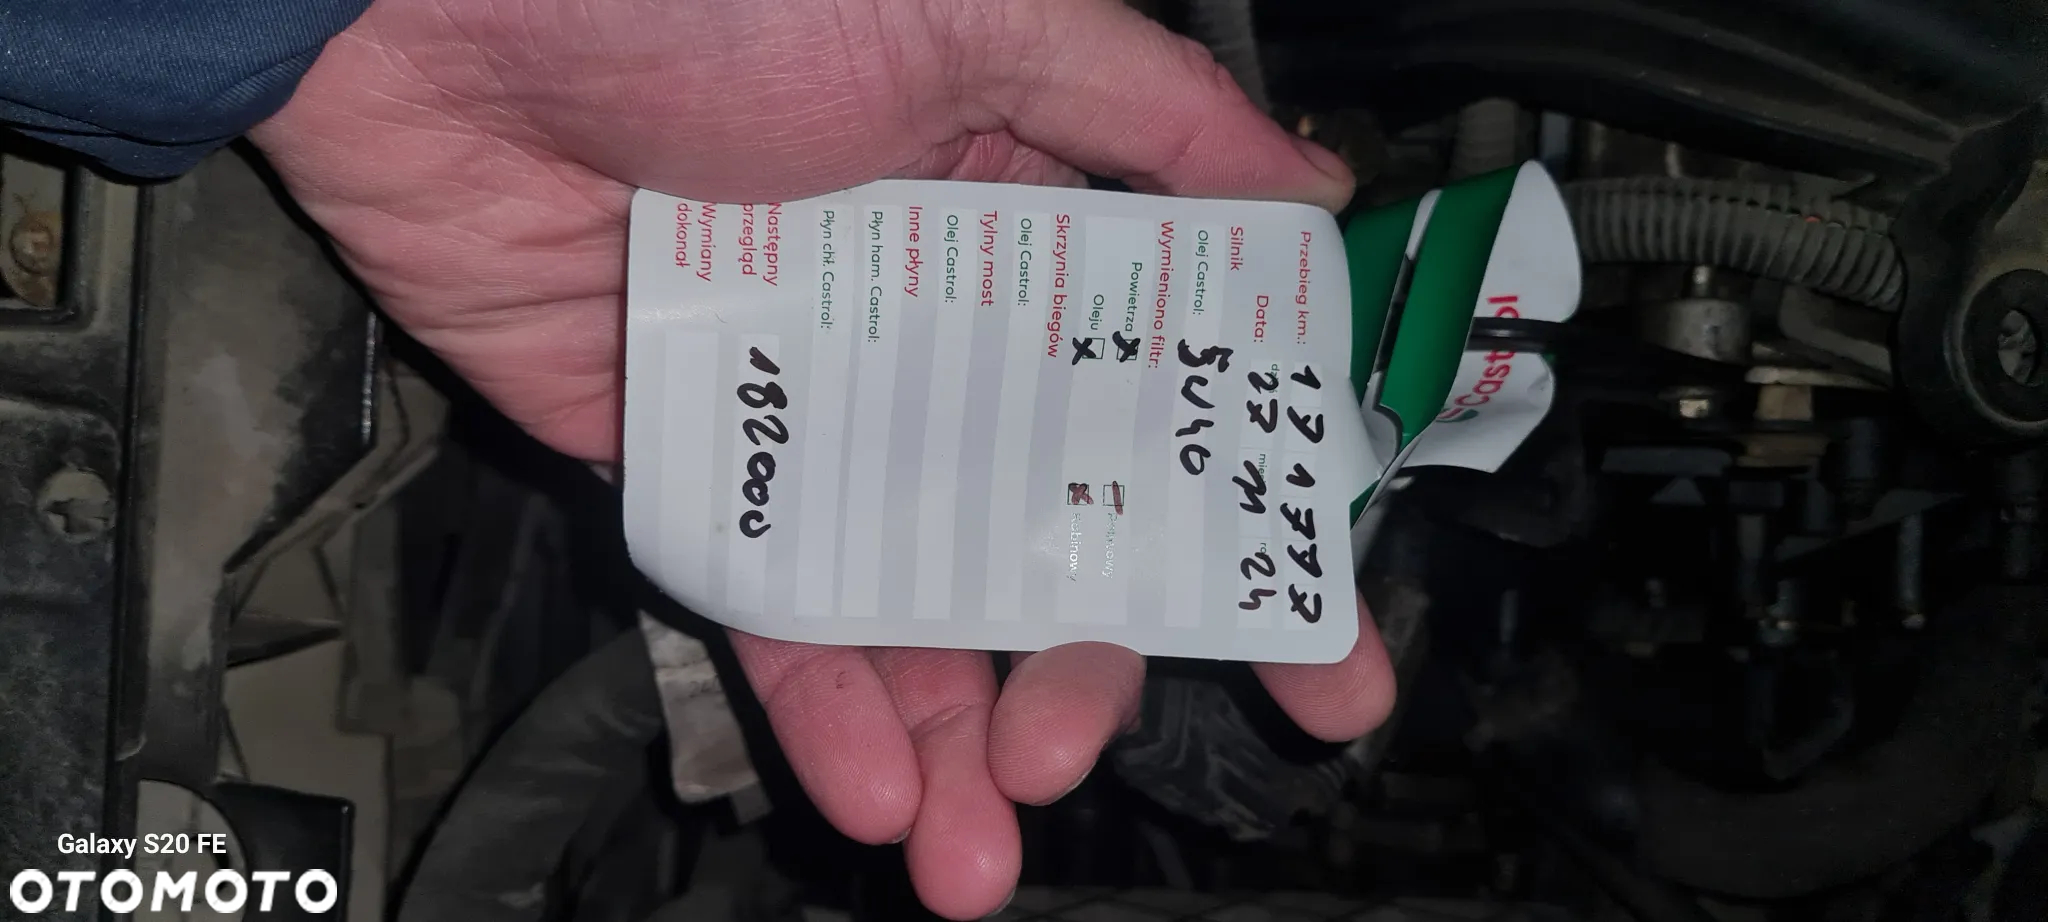 Przebieg km.: 171777
Data: 27 11 24
Silnik
Olej Castrol: 5W40
Wymieniono filtr:
Powietrza
Oleju Kabinowy
Skrzynia biegów
Olej Castrol:
Tylny most
Olej Castrol:
Inne płyny
Płyn ham. Castrol:
Płyn chł. Castrol:
Następny
przegląd 182000
Wymiany
dokonał
Castrol
Galaxy S20 FE
OTOMOTO